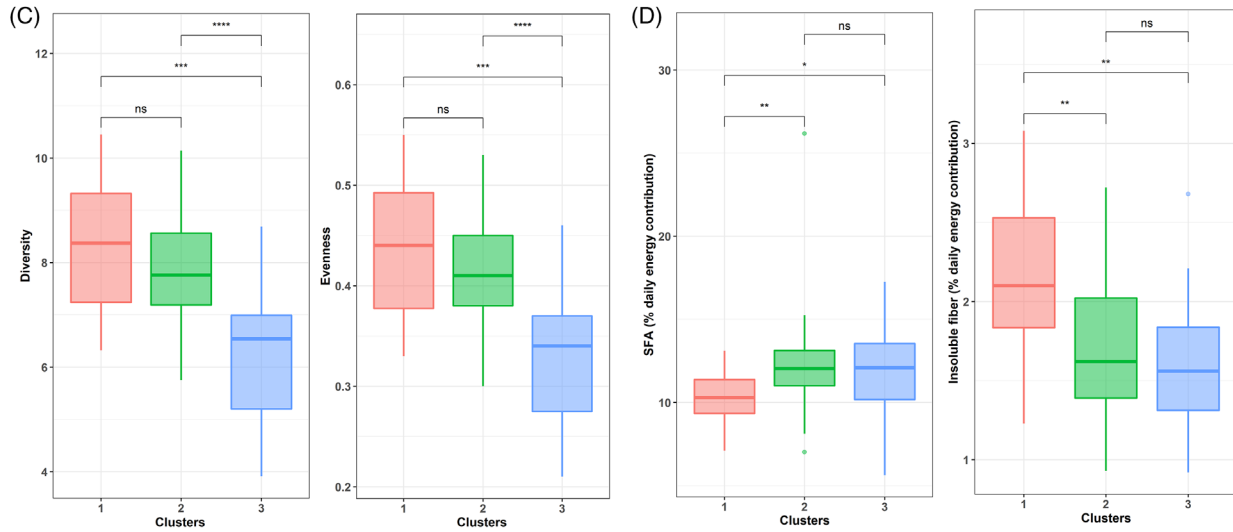 (C)
Diversity
12
10
8
6
4
****
***
ns
1
2
3
Clusters
Evenness
0.6
0.5
0.4
0.3
0.2
****
***
ns
1
2
3
Clusters
(D)
SFA (% daily energy contribution)
30
20
10
ns
*
**
1
2
3
Clusters
Insoluble fiber (% daily energy contribution)
3
2
1
ns
**
**
1
2
3
Clusters